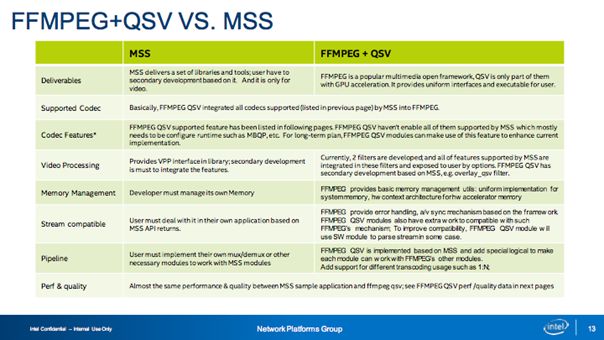 FFMPEG+QSV VS. MSS
MSS
FFMPEG + QSV
Deliverables
MSS delivers a set of libraries and tools; user have to
secondary development based on it. And it is only for
video.
FFMPEG is a popular multimedia open framework, QSV is only part of them
with GPU acceleration. It provides uniform interfaces and executable for user.
Supported Codec
Basically, FFMPEG QSV integrated all codecs supported (listed in previous page) by MSS into FFMPEG.
Codec Features*
FFMPEG QSV supported feature has been listed in following pages. FFMPEG QSV haven't enable all of them supported by MSS which mostly
needs to be configure runtime such as MBQP, etc. For long-term plan, FFMPEG QSV modules can make use of this feature to enhance current
implementation.
Video Processing
Provides VPP interface in library; secondary development
is must to integrate the features.
Currently, 2 filters are developed; and all of features supported by MSS are
integrated in these filters and exposed to user by options. FFMPEG QSV has
secondary development based on MSS, e.g. overlay_qsv filter.
Memory Management
Developer must manage its own Memory
FFMPEG provides basic memory management utils: uniform implementation for
system memory, hw context architecture for hw accelerator memory
Stream compatible
User must deal with it in their own application based on
MSS API returns.
FFMPEG provide error handling, a/v sync mechanism based on the framework.
FFMPEG QSV modules also have extra work to compatible with such
FFMPEG's mechanism; To improve compatibility, FFMPEG QSV module will
use SW module to parse stream in some case.
Pipeline
User must implement their own mux/demux or other
necessary modules to work with MSS modules
FFMPEG QSV is implemented based on MSS and add special logical to make
each module can work with FFMPEG's other modules.
Add support for different transcoding usage such as 1:N;
Perf & quality
Almost the same performance & quality between MSS sample application and ffmpeg qsv; see FFMPEG QSV perf /quality data in next pages
Intel Confidential – Internal Use Only
Network Platforms Group
intel
13